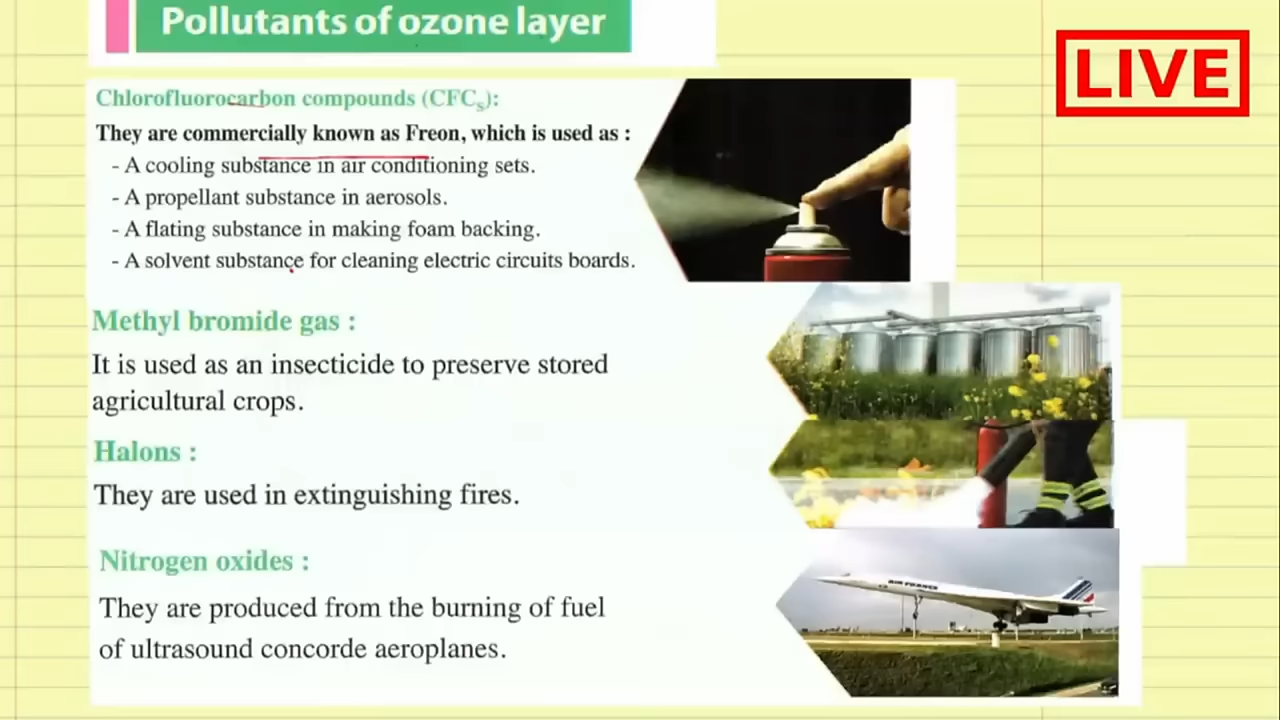 Pollutants of ozone layer
LIVE
Chlorofluorocarbon compounds (CFCs):
They are commercially known as Freon, which is used as :
- A cooling substance in air conditioning sets.
- A propellant substance in aerosols.
- A flating substance in making foam backing.
- A solvent substance for cleaning electric circuits boards.
Methyl bromide gas :
It is used as an insecticide to preserve stored
agricultural crops.
Halons :
They are used in extinguishing fires.
Nitrogen oxides :
They are produced from the burning of fuel
of ultrasound concorde aeroplanes.
AIR FRANCE